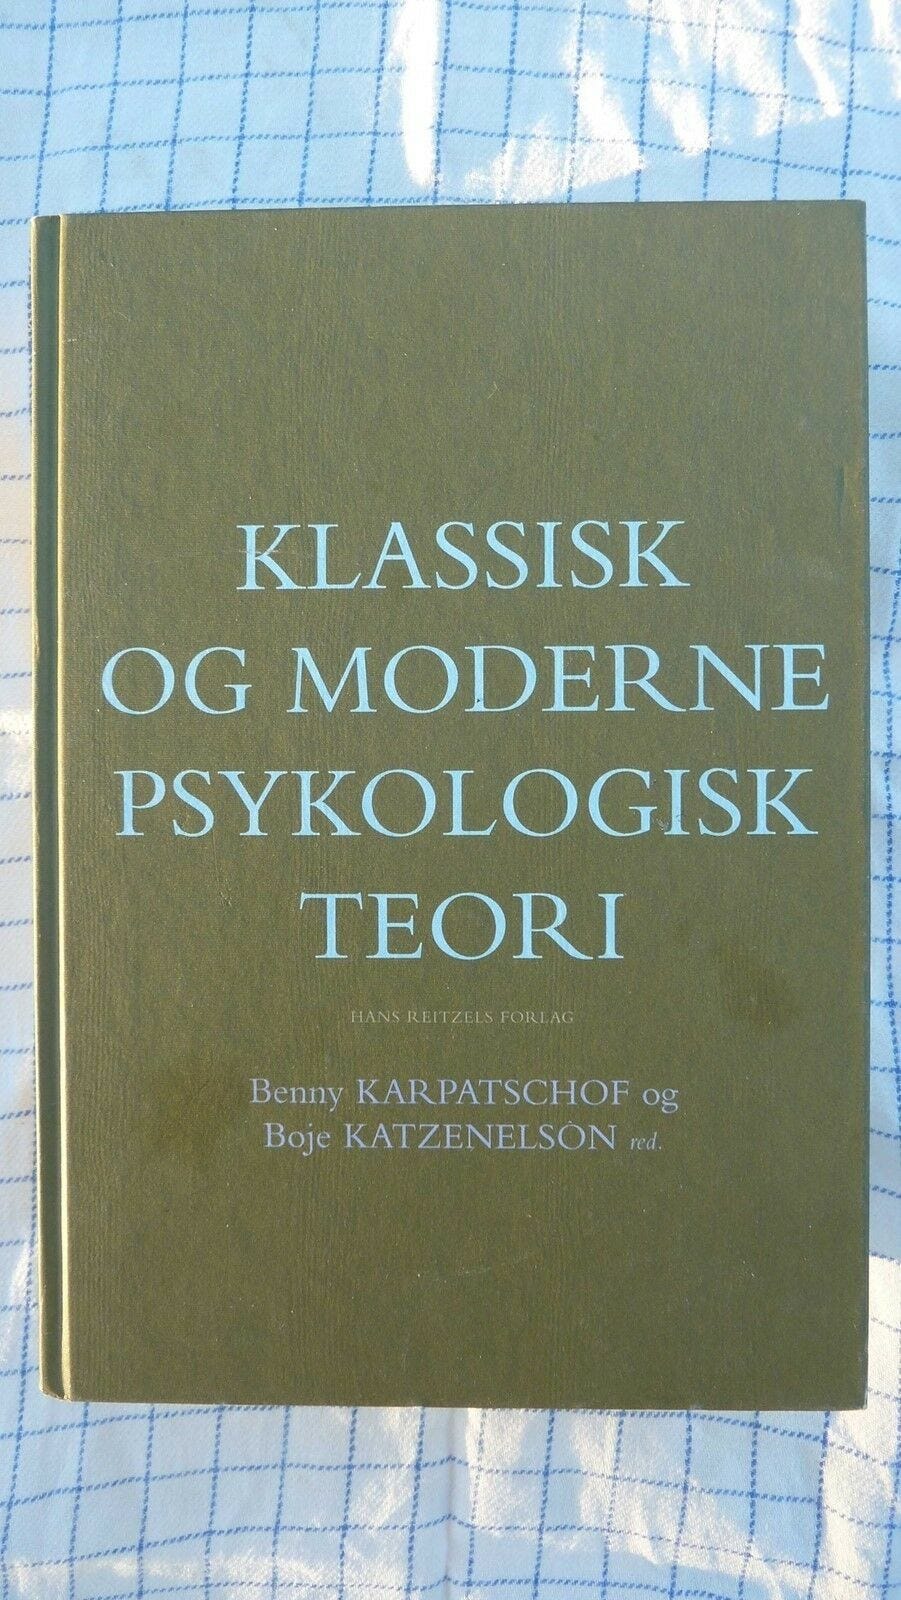 KLASSISK
OG MODERNE
PSYKOLOGISK
TEORI
HANS REITZELS FORLAG
Benny KARPATSCHOF og
Boje KATZENELSON red.